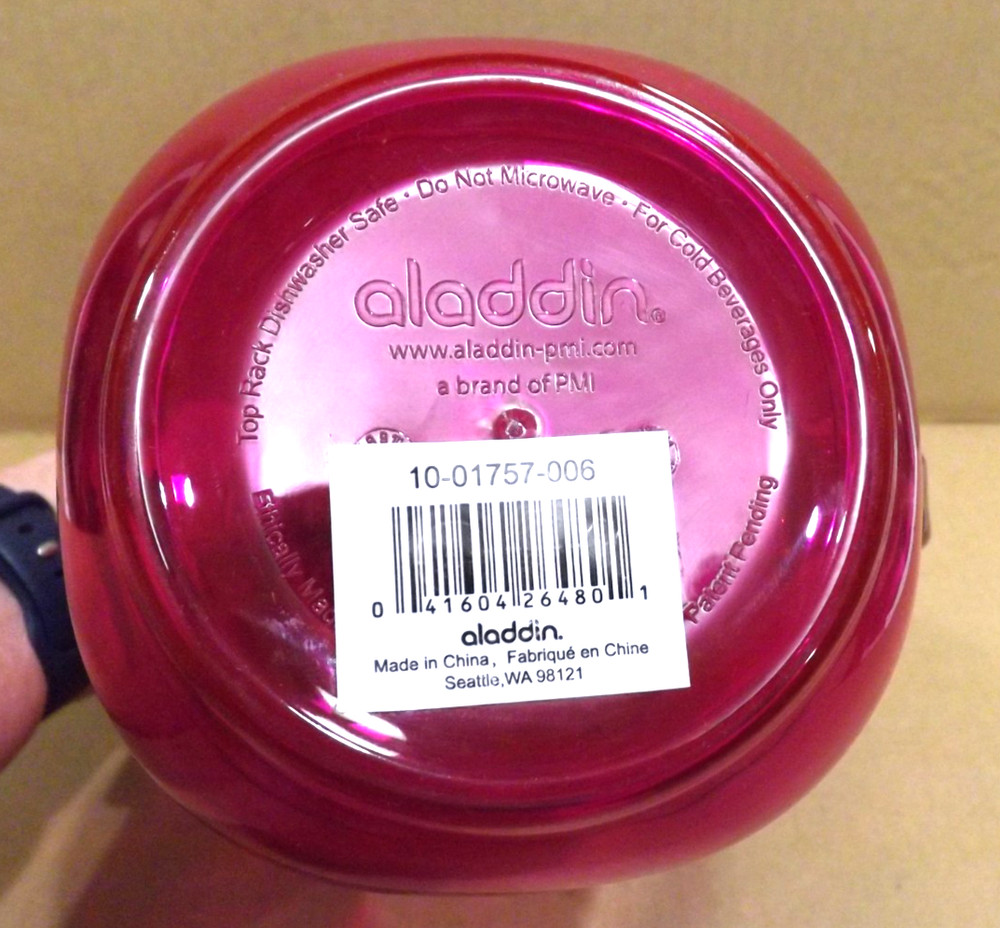 Top Rack Dishwasher Safe · Do Not Microwave · For Cold Beverages Only
aladdin®
www.aladdin-pmi.com
a brand of PMI
Ethically
Patent Pending
10-01757-006
0 41604 26480 1
aladdin.
Made in China, Fabriqué en Chine
Seattle,WA 98121